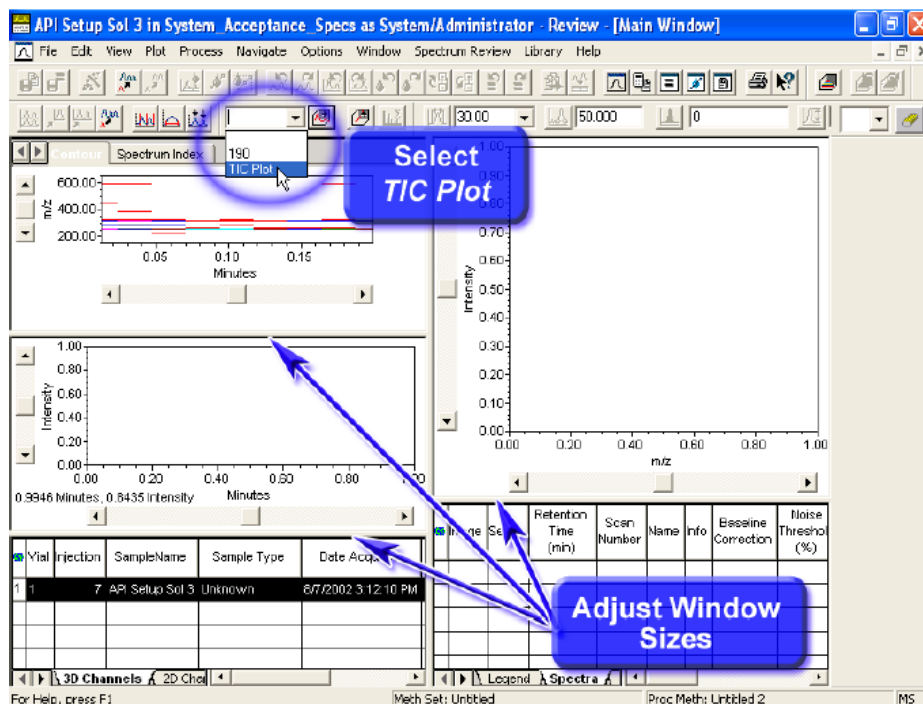 API Setup Sol 3 in System_Acceptance_Specs as System/Administrator - Review - [Main Window]
File Edit View Plot Process Navigate Options Window Spectrum Review Library Help
30.00 50.000 0
190
TIC Plot
Select
TIC Plot
Contour Spectrum Index
600.00
400.00
200.00
m/z
0.05 0.10 0.15
Minutes
1.00
0.80
0.60
0.40
0.20
0.00
Intensity
0.00 0.20 0.40 0.60 0.80
Minutes
0.9946 Minutes, 0.8435 Intensity
1.00
0.70
0.60
0.50
0.40
0.30
0.20
0.10
0.00
Intensity
0.00 0.20 0.40 0.60 0.80 1.00
m/z
Vial Injection SampleName Sample Type Date Acqu
1 1 7 API Setup Sol 3 Unknown 8/7/2002 3:12:10 PM
3D Channels 2D Cha
Retention Time (min) Scan Number Name Info Baseline Correction Noise Threshol (%)
Adjust Window
Sizes
Legend Spectra
For Help, press F1 Meth Set: Untitled Proc Meth: Untitled 2 MS